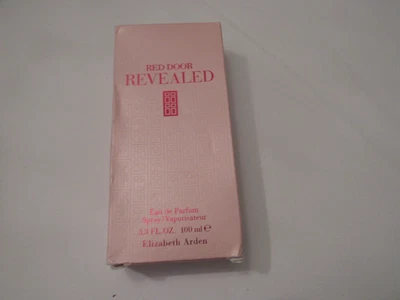 RED DOOR
REVEALED
Eau de Parfum
Spray/Vaporisateur
3.3 FL.OZ. 100 ml ℮
Elizabeth Arden